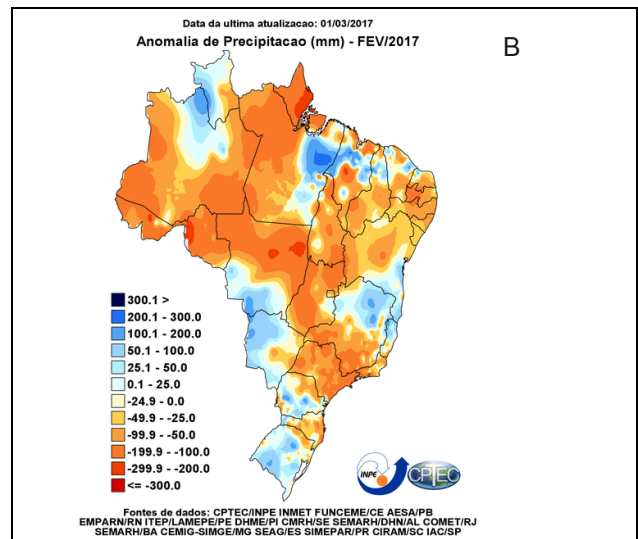 Data da ultima atualizacao: 01/03/2017
Anomalia de Precipitacao (mm) - FEV/2017
B
300.1 >
200.1 - 300.0
100.1 - 200.0
50.1 - 100.0
25.1 - 50.0
0.1 - 25.0
-24.9 - 0.0
-49.9 - -25.0
-99.9 - -50.0
-199.9 - -100.0
-299.9 - -200.0
<= -300.0
INPE
CPTEC
Fontes de dados: CPTEC/INPE INMET FUNCEME/CE AESA/PB
EMPARN/RN ITEP/LAMEPE/PE DHME/PI CMRH/SE SEMARH/DHN/AL COMET/RJ
SEMARH/BA CEMIG-SIMGE/MG SEAG/ES SIMEPAR/PR CIRAM/SC IAC/SP